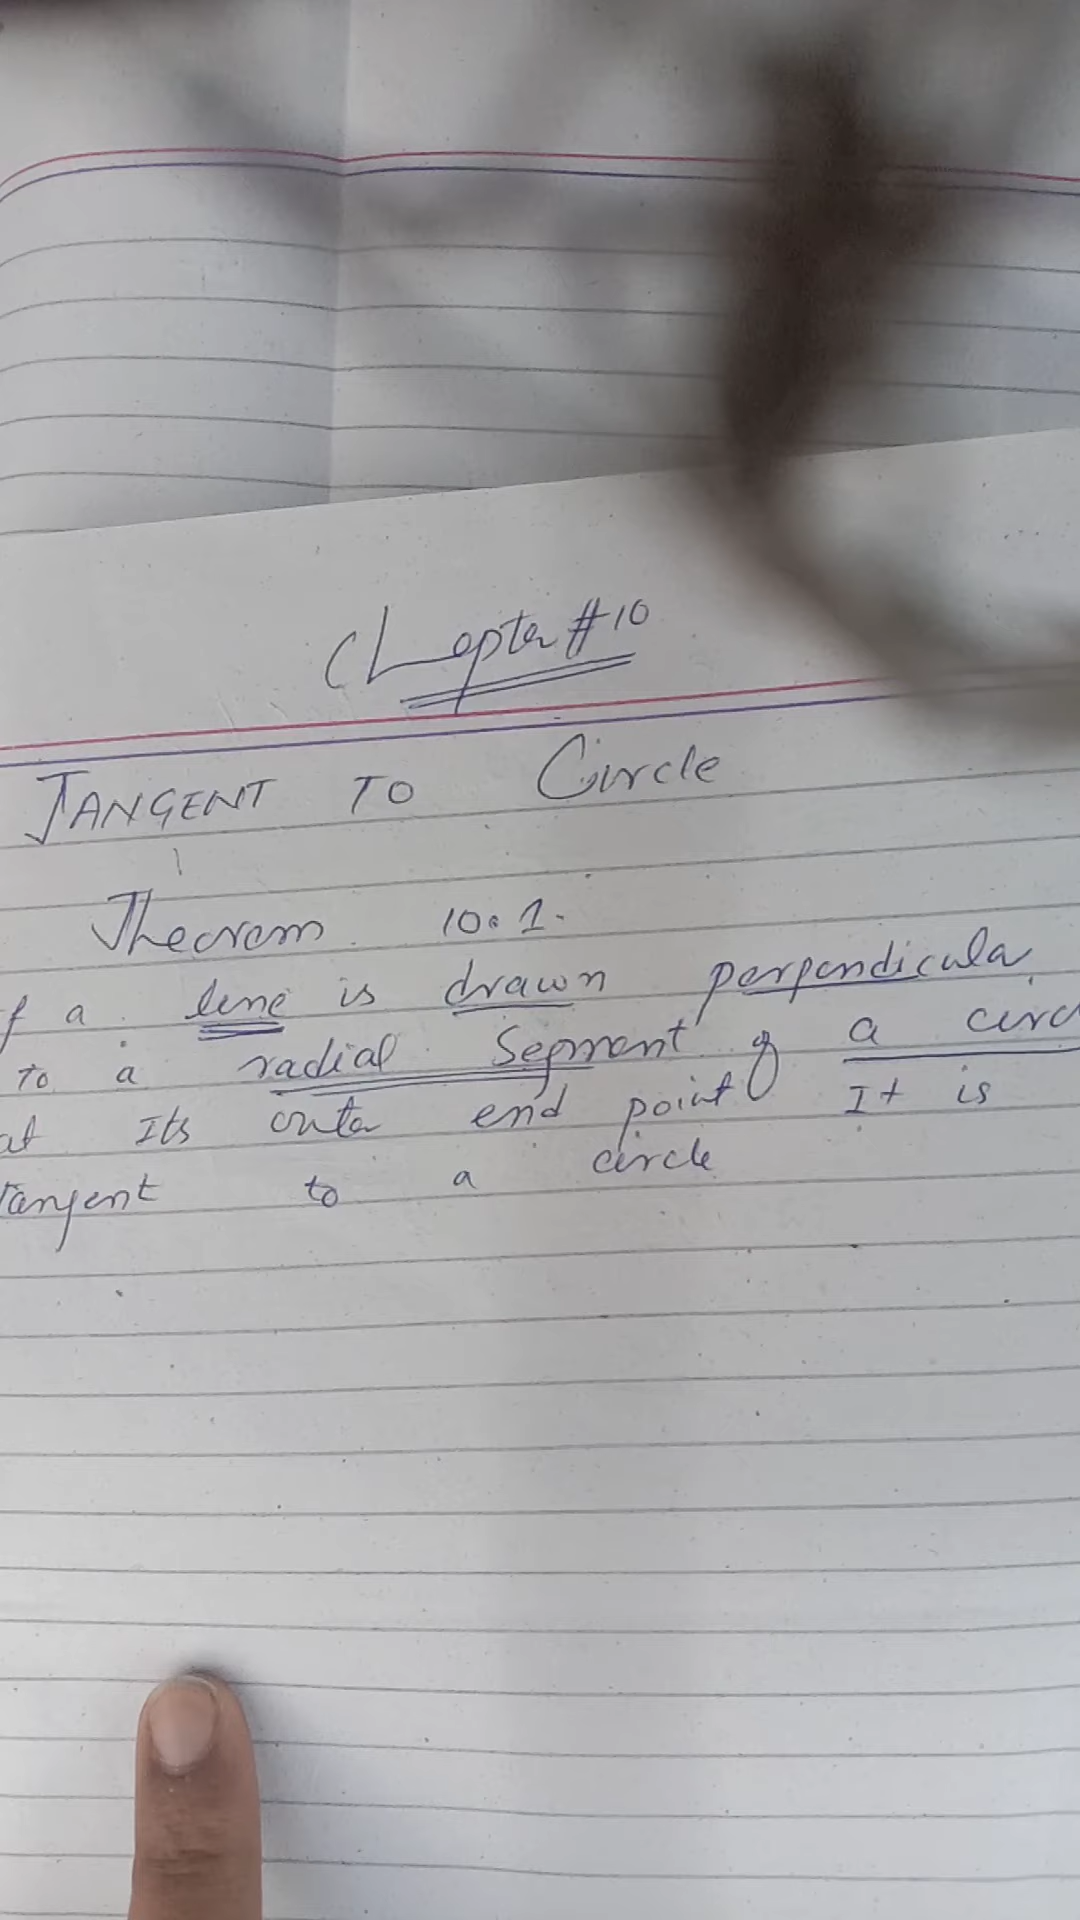 Chapter #10
TANGENT TO Circle
Theorem 10.1.
f a line is drawn perpendicula
To a radial Segment of a circ
at Its outer end point It is
Tangent to a circle